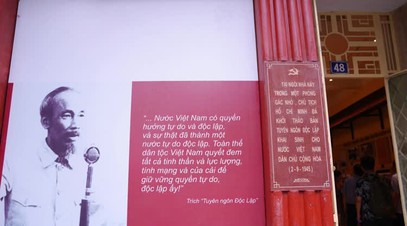 "... Nước Việt Nam có quyền
hưởng tự do và độc lập,
và sự thật đã thành một
nước tự do độc lập. Toàn thể
dân tộc Việt Nam quyết đem
tất cả tinh thần và lực lượng,
tính mạng và của cải để
giữ vững quyền tự do,
độc lập ấy!"
Trích "Tuyên ngôn Độc Lập"
TẠI NGÔI NHÀ NÀY
TRONG MỘT PHÒNG
GÁC NHỎ, CHỦ TỊCH
HỒ CHÍ MINH ĐÃ
KHỞI THẢO BẢN
TUYÊN NGÔN ĐỘC LẬP
KHAI SINH CHO
NƯỚC VIỆT NAM
DÂN CHỦ CỘNG HÒA
(2-9-1945)
48